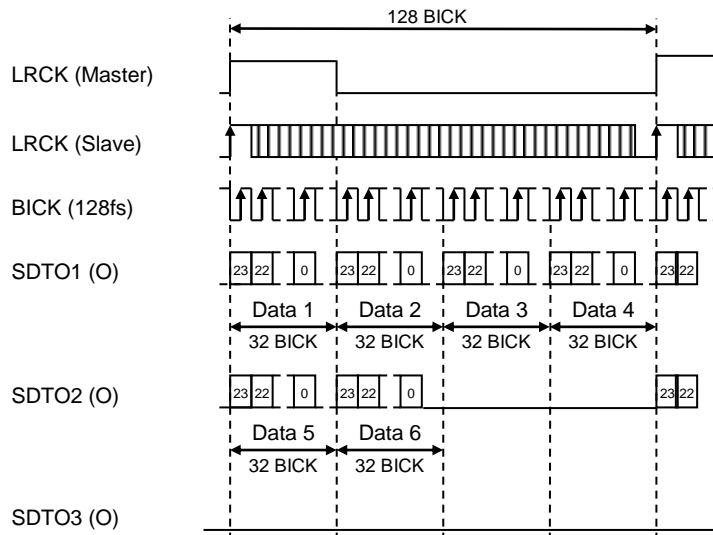 128 BICK
LRCK (Master)
LRCK (Slave)
BICK (128fs)
SDTO1 (O)
23 22 0 23 22 0 23 22 0 23 22 0 23 22
Data 1 Data 2 Data 3 Data 4
32 BICK 32 BICK 32 BICK 32 BICK
SDTO2 (O)
23 22 0 23 22 0 23 22
Data 5 Data 6
32 BICK 32 BICK
SDTO3 (O)